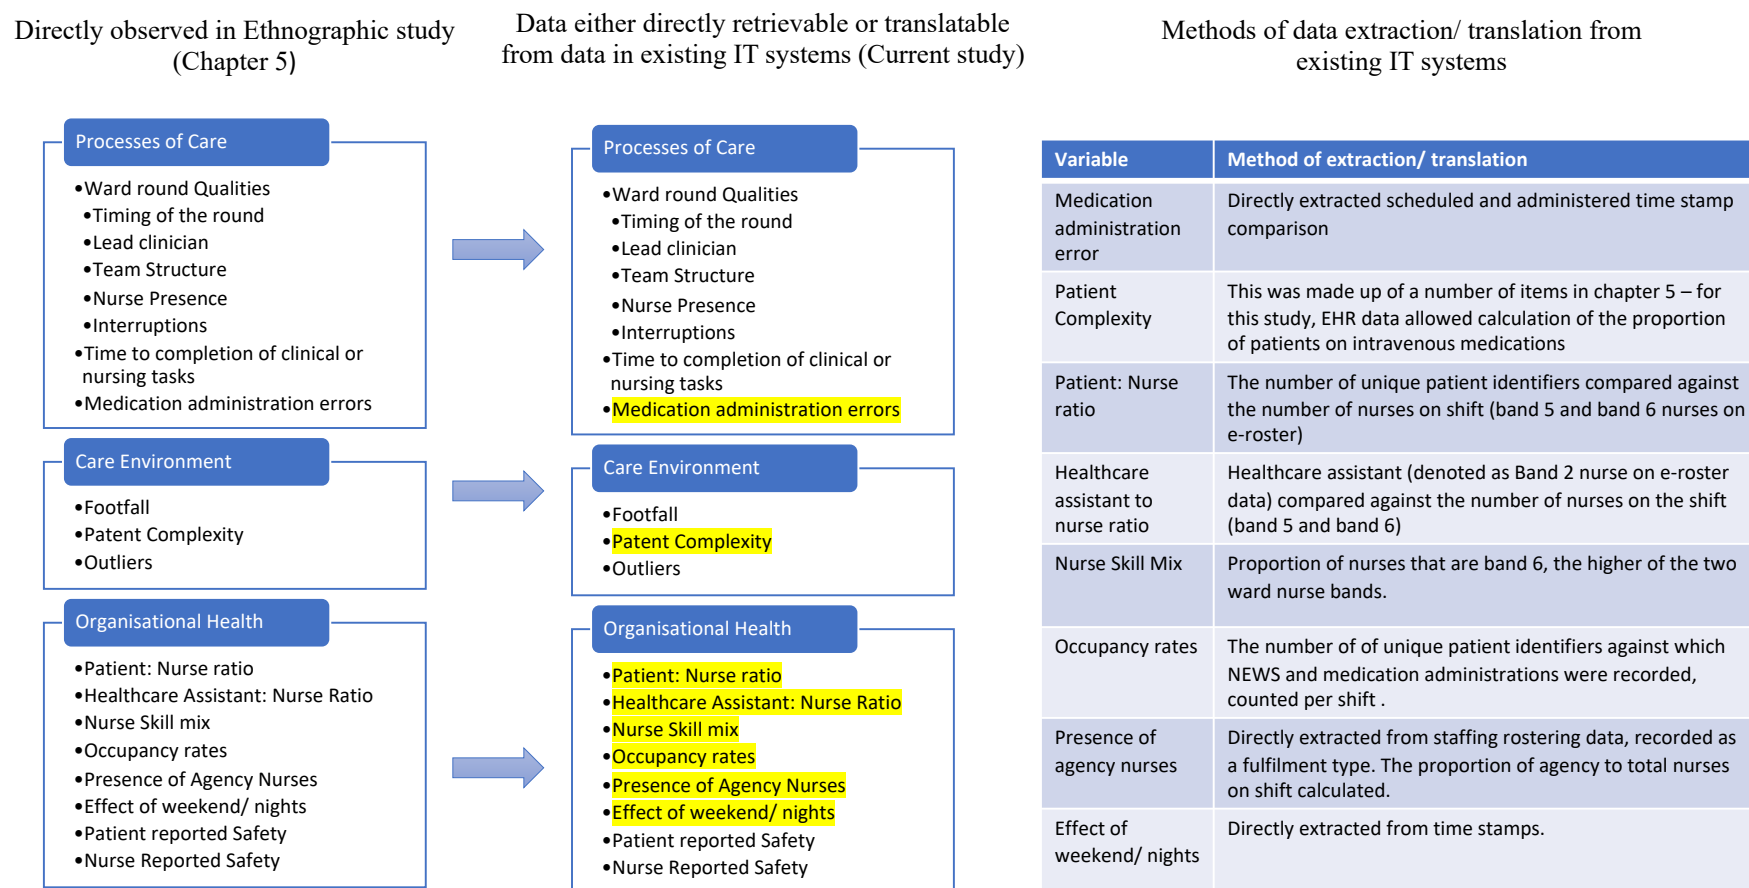 Directly observed in Ethnographic study
(Chapter 5)
Processes of Care
•Ward round Qualities
•Timing of the round
•Lead clinician
•Team Structure
•Nurse Presence
•Interruptions
•Time to completion of clinical or
nursing tasks
•Medication administration errors
Care Environment
•Footfall
•Patent Complexity
•Outliers
Organisational Health
•Patient: Nurse ratio
•Healthcare Assistant: Nurse Ratio
•Nurse Skill mix
•Occupancy rates
•Presence of Agency Nurses
•Effect of weekend/ nights
•Patient reported Safety
•Nurse Reported Safety
Data either directly retrievable or translatable
from data in existing IT systems (Current study)
Processes of Care
•Ward round Qualities
•Timing of the round
•Lead clinician
•Team Structure
•Nurse Presence
•Interruptions
•Time to completion of clinical or
nursing tasks
•Medication administration errors
Care Environment
•Footfall
•Patent Complexity
•Outliers
Organisational Health
•Patient: Nurse ratio
•Healthcare Assistant: Nurse Ratio
•Nurse Skill mix
•Occupancy rates
•Presence of Agency Nurses
•Effect of weekend/ nights
•Patient reported Safety
•Nurse Reported Safety
Methods of data extraction/ translation from
existing IT systems
Variable
Method of extraction/ translation
Medication
administration
error
Directly extracted scheduled and administered time stamp
comparison
Patient
Complexity
This was made up of a number of items in chapter 5 – for
this study, EHR data allowed calculation of the proportion
of patients on intravenous medications
Patient: Nurse
ratio
The number of unique patient identifiers compared against
the number of nurses on shift (band 5 and band 6 nurses on
e-roster)
Healthcare
assistant to
nurse ratio
Healthcare assistant (denoted as Band 2 nurse on e-roster
data) compared against the number of nurses on the shift
(band 5 and band 6)
Nurse Skill Mix
Proportion of nurses that are band 6, the higher of the two
ward nurse bands.
Occupancy rates
The number of of unique patient identifiers against which
NEWS and medication administrations were recorded,
counted per shift .
Presence of
agency nurses
Directly extracted from staffing rostering data, recorded as
a fulfilment type. The proportion of agency to total nurses
on shift calculated.
Effect of
weekend/ nights
Directly extracted from time stamps.